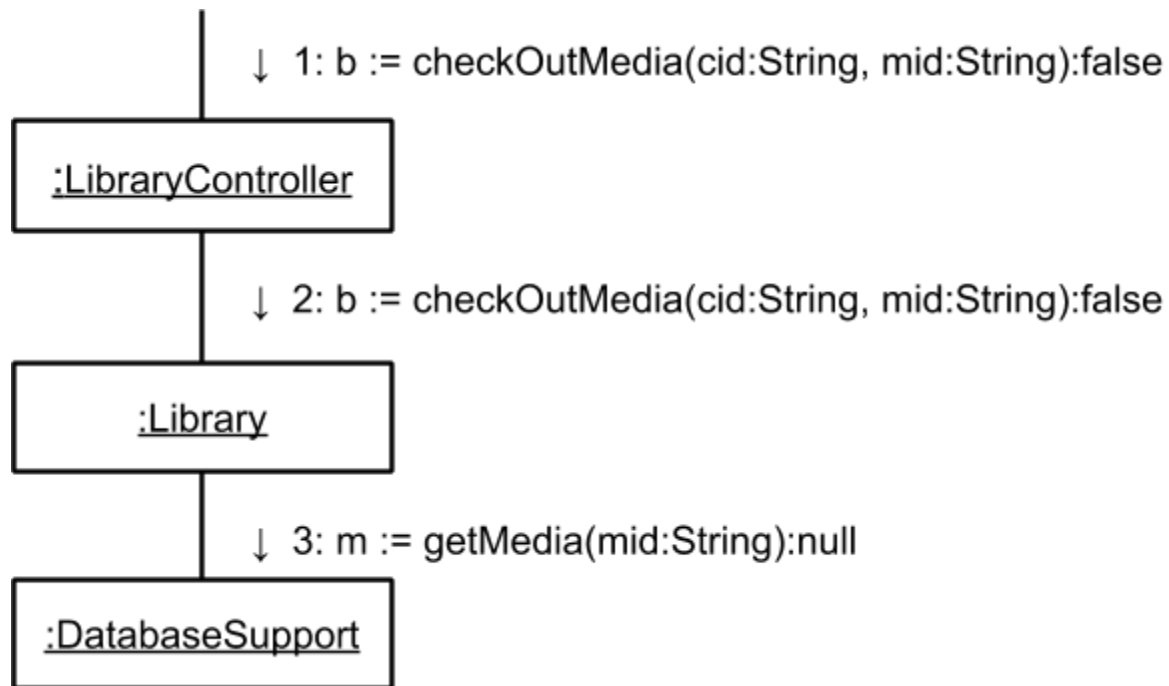 ↓ 1: b := checkOutMedia(cid:String, mid:String):false
:LibraryController
↓ 2: b := checkOutMedia(cid:String, mid:String):false
:Library
↓ 3: m := getMedia(mid:String):null
:DatabaseSupport